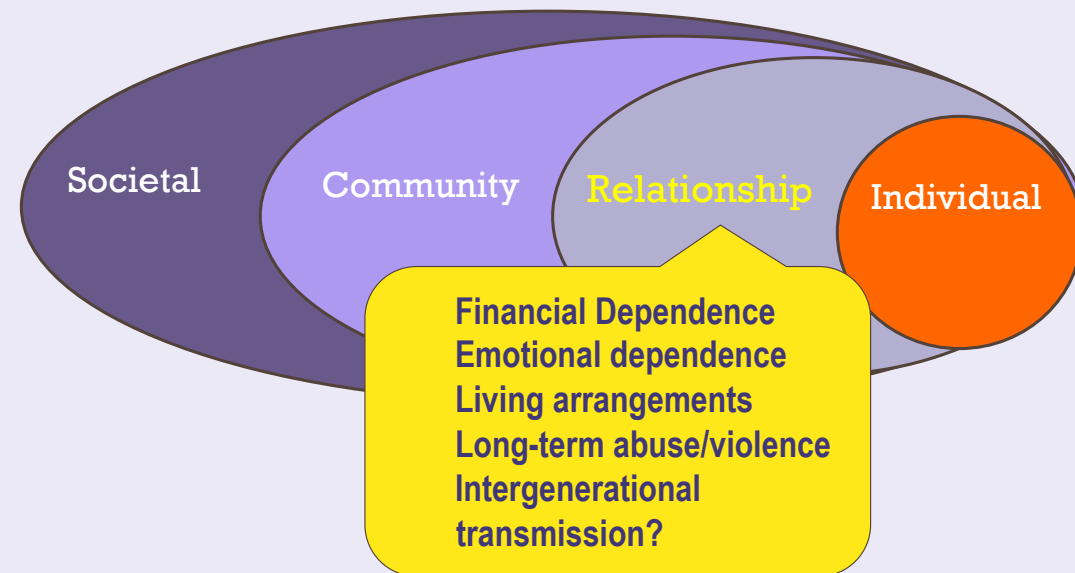 Societal
Community
Relationship
Individual
Financial Dependence
Emotional dependence
Living arrangements
Long-term abuse/violence
Intergenerational
transmission?